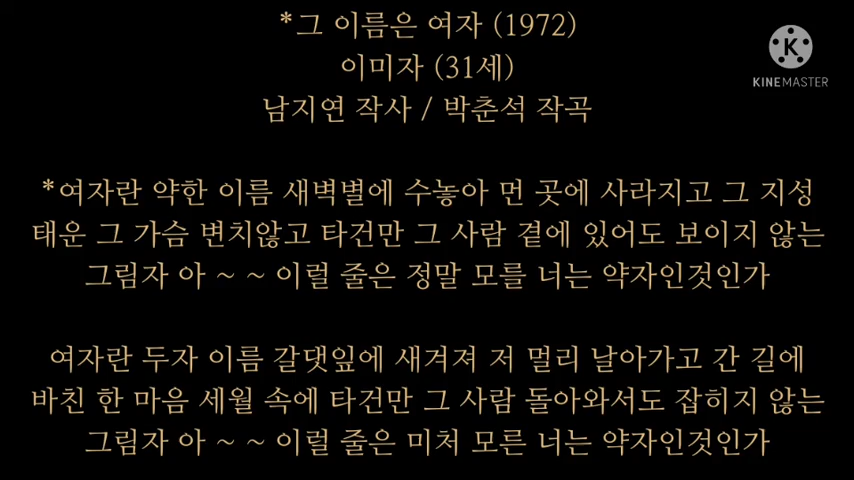 *그 이름은 여자 (1972)
이미자 (31세)
남지연 작사 / 박춘석 작곡
KINEMASTER
*여자란 약한 이름 새벽별에 수놓아 먼 곳에 사라지고 그 지성
태운 그 가슴 변치않고 타건만 그 사람 곁에 있어도 보이지 않는
그림자 아 ~ ~ 이럴 줄은 정말 모를 너는 약자인것인가
여자란 두자 이름 갈댓잎에 새겨져 저 멀리 날아가고 간 길에
바친 한 마음 세월 속에 타건만 그 사람 돌아와서도 잡히지 않는
그림자 아 ~ ~ 이럴 줄은 미처 모른 너는 약자인것인가